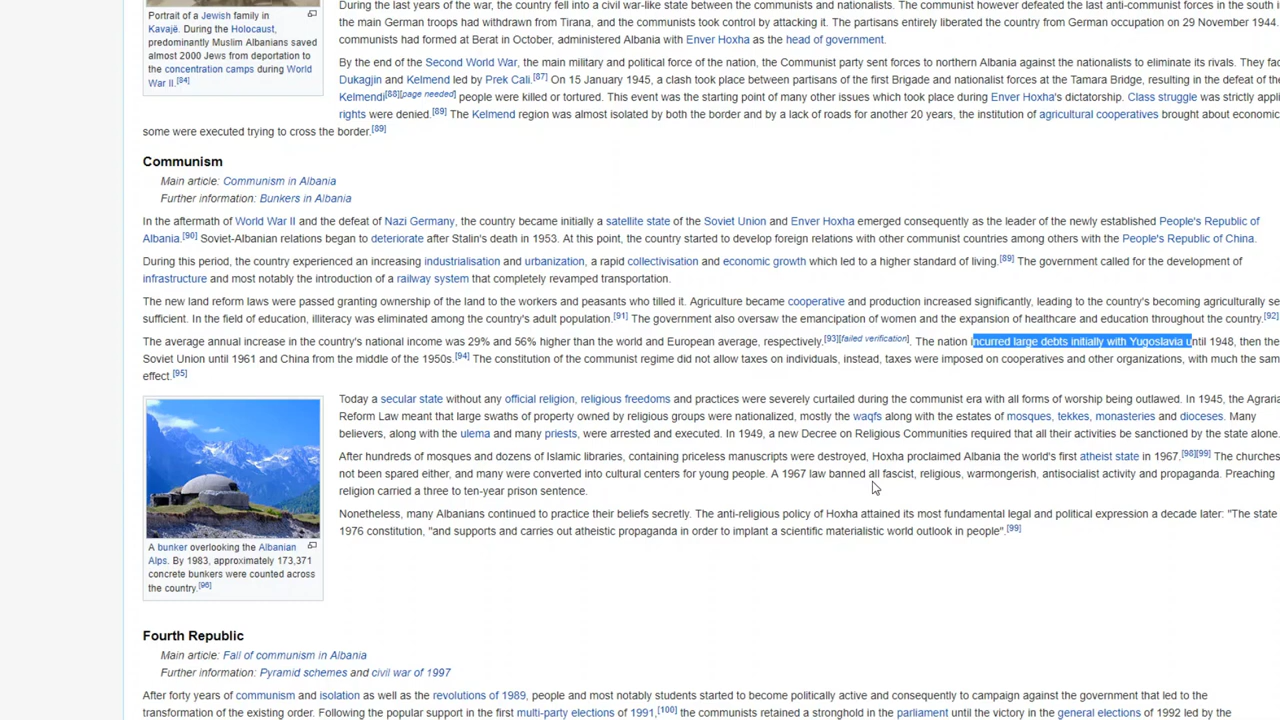 During the last years of the war, the country fell into a civil war-like state between the communists and nationalists. The communist however defeated the last anti-communist forces in the south i
Portrait of a Jewish family in
the main German troops had withdrawn from Tirana, and the communists took control by attacking it. The partisans entirely liberated the country from German occupation on 29 November 1944.
Kavajë. During the Holocaust,
communists had formed at Berat in October, administered Albania with Enver Hoxha as the head of government.
predominantly Muslim Albanians saved
almost 2000 Jews from deportation to
the concentration camps during World
War II.[84]
By the end of the Second World War, the main military and political force of the nation, the Communist party sent forces to northern Albania against the nationalists to eliminate its rivals. They fac
Dukagjin and Kelmend led by Prek Cali.[87] On 15 January 1945, a clash took place between partisans of the first Brigade and nationalist forces at the Tamara Bridge, resulting in the defeat of the
Kelmendi[88][page needed] people were killed or tortured. This event was the starting point of many other issues which took place during Enver Hoxha's dictatorship. Class struggle was strictly appli
rights were denied.[89] The Kelmend region was almost isolated by both the border and by a lack of roads for another 20 years, the institution of agricultural cooperatives brought about economic
some were executed trying to cross the border.[89]
Communism
Main article: Communism in Albania
Further information: Bunkers in Albania
In the aftermath of World War II and the defeat of Nazi Germany, the country became initially a satellite state of the Soviet Union and Enver Hoxha emerged consequently as the leader of the newly established People's Republic of
Albania.[90] Soviet-Albanian relations began to deteriorate after Stalin's death in 1953. At this point, the country started to develop foreign relations with other communist countries among others with the People's Republic of China.
During this period, the country experienced an increasing industrialisation and urbanization, a rapid collectivisation and economic growth which led to a higher standard of living.[89] The government called for the development of
infrastructure and most notably the introduction of a railway system that completely revamped transportation.
The new land reform laws were passed granting ownership of the land to the workers and peasants who tilled it. Agriculture became cooperative and production increased significantly, leading to the country's becoming agriculturally se
sufficient. In the field of education, illiteracy was eliminated among the country's adult population.[91] The government also oversaw the emancipation of women and the expansion of healthcare and education throughout the country.[92]
The average annual increase in the country's national income was 29% and 56% higher than the world and European average, respectively.[93][failed verification]. The nation incurred large debts initially with Yugoslavia until 1948, then the
Soviet Union until 1961 and China from the middle of the 1950s.[94] The constitution of the communist regime did not allow taxes on individuals, instead, taxes were imposed on cooperatives and other organizations, with much the sam
effect.[95]
Today a secular state without any official religion, religious freedoms and practices were severely curtailed during the communist era with all forms of worship being outlawed. In 1945, the Agraria
Reform Law meant that large swaths of property owned by religious groups were nationalized, mostly the waqfs along with the estates of mosques, tekkes, monasteries and dioceses. Many
believers, along with the ulema and many priests, were arrested and executed. In 1949, a new Decree on Religious Communities required that all their activities be sanctioned by the state alone.
After hundreds of mosques and dozens of Islamic libraries, containing priceless manuscripts were destroyed, Hoxha proclaimed Albania the world's first atheist state in 1967.[98][99] The churches
not been spared either, and many were converted into cultural centers for young people. A 1967 law banned all fascist, religious, warmongerish, antisocialist activity and propaganda. Preaching
religion carried a three to ten-year prison sentence.
Nonetheless, many Albanians continued to practice their beliefs secretly. The anti-religious policy of Hoxha attained its most fundamental legal and political expression a decade later: "The state
1976 constitution, "and supports and carries out atheistic propaganda in order to implant a scientific materialistic world outlook in people".[99]
A bunker overlooking the Albanian
Alps. By 1983, approximately 173,371
concrete bunkers were counted across
the country.[96]
Fourth Republic
Main article: Fall of communism in Albania
Further information: Pyramid schemes and civil war of 1997
After forty years of communism and isolation as well as the revolutions of 1989, people and most notably students started to become politically active and consequently to campaign against the government that led to the
transformation of the existing order. Following the popular support in the first multi-party elections of 1991,[100] the communists retained a stronghold in the parliament until the victory in the general elections of 1992 led by the